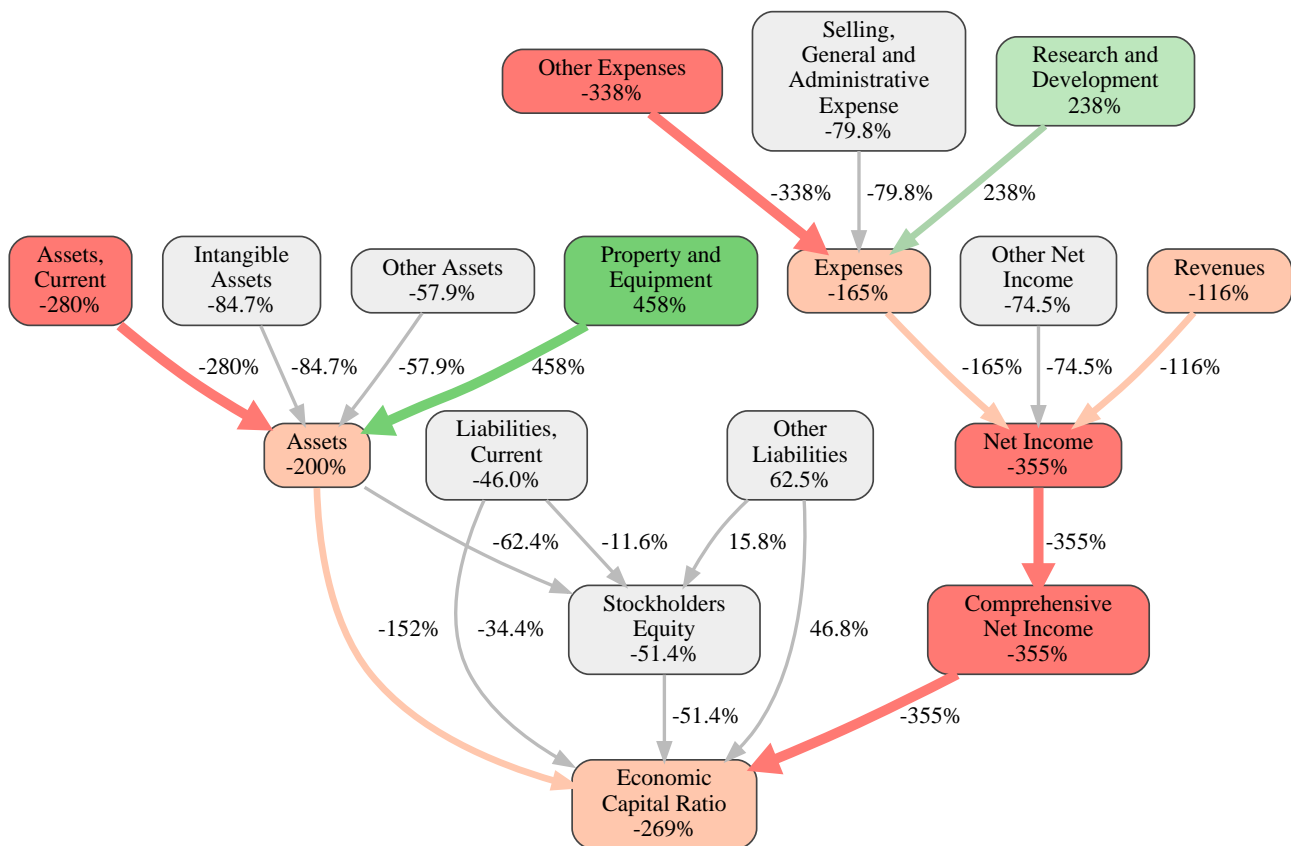 Other Expenses
-338%
Selling,
General and
Administrative
Expense
-79.8%
Research and
Development
238%
-338%
-79.8%
238%
Assets,
Current
-280%
Intangible
Assets
-84.7%
Other Assets
-57.9%
Property and
Equipment
458%
Expenses
-165%
Other Net
Income
-74.5%
Revenues
-116%
-280%
-84.7%
-57.9%
458%
-165%
-74.5%
-116%
Assets
-200%
Liabilities,
Current
-46.0%
Other
Liabilities
62.5%
Net Income
-355%
-62.4%
-11.6%
15.8%
-355%
-152%
-34.4%
Stockholders
Equity
-51.4%
46.8%
Comprehensive
Net Income
-355%
-51.4%
-355%
Economic
Capital Ratio
-269%